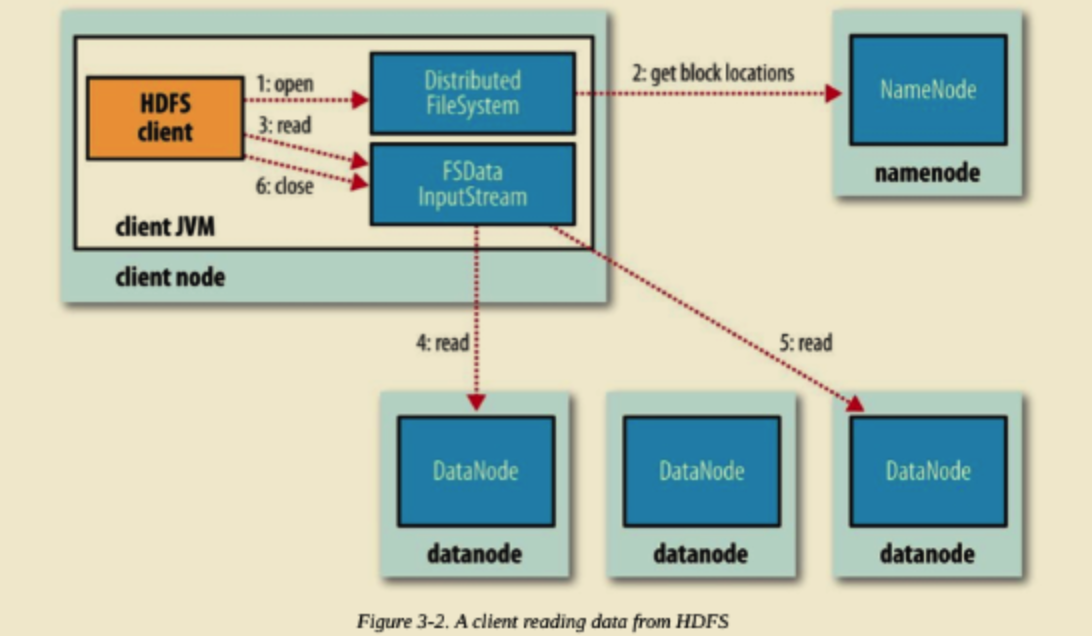 HDFS
client
1: open
3: read
6: close
Distributed
FileSystem
FSData
InputStream
client JVM
client node
2: get block locations
NameNode
namenode
4: read
5: read
DataNode
datanode
DataNode
datanode
DataNode
datanode
Figure 3-2. A client reading data from HDFS